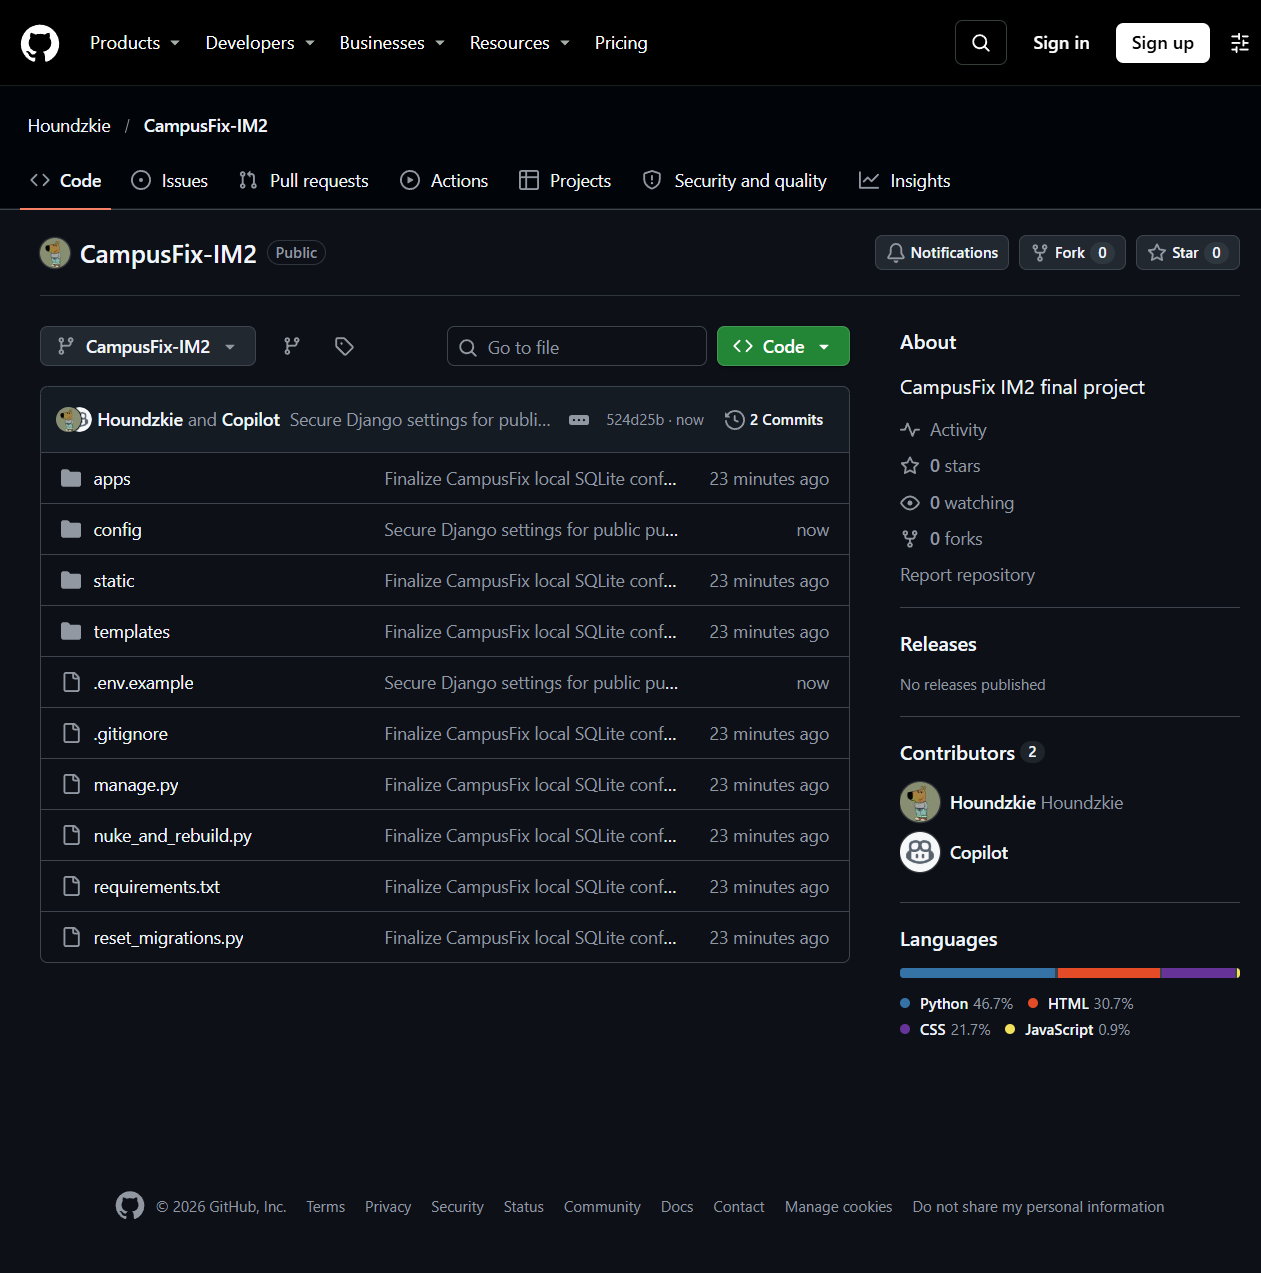 Products Developers Businesses Resources Pricing Sign in Sign up
Houndzkie / CampusFix-IM2
Code Issues Pull requests Actions Projects Security and quality Insights
CampusFix-IM2 Public Notifications Fork 0 Star 0
CampusFix-IM2 Go to file Code
Houndzkie and Copilot Secure Django settings for publi... 524d25b · now 2 Commits
apps Finalize CampusFix local SQLite conf... 23 minutes ago
config Secure Django settings for public pu... now
static Finalize CampusFix local SQLite conf... 23 minutes ago
templates Finalize CampusFix local SQLite conf... 23 minutes ago
.env.example Secure Django settings for public pu... now
.gitignore Finalize CampusFix local SQLite conf... 23 minutes ago
manage.py Finalize CampusFix local SQLite conf... 23 minutes ago
nuke_and_rebuild.py Finalize CampusFix local SQLite conf... 23 minutes ago
requirements.txt Finalize CampusFix local SQLite conf... 23 minutes ago
reset_migrations.py Finalize CampusFix local SQLite conf... 23 minutes ago
About
CampusFix IM2 final project
Activity
0 stars
0 watching
0 forks
Report repository
Releases
No releases published
Contributors 2
Houndzkie Houndzkie
Copilot
Languages
Python 46.7% HTML 30.7%
CSS 21.7% JavaScript 0.9%
© 2026 GitHub, Inc. Terms Privacy Security Status Community Docs Contact Manage cookies Do not share my personal information